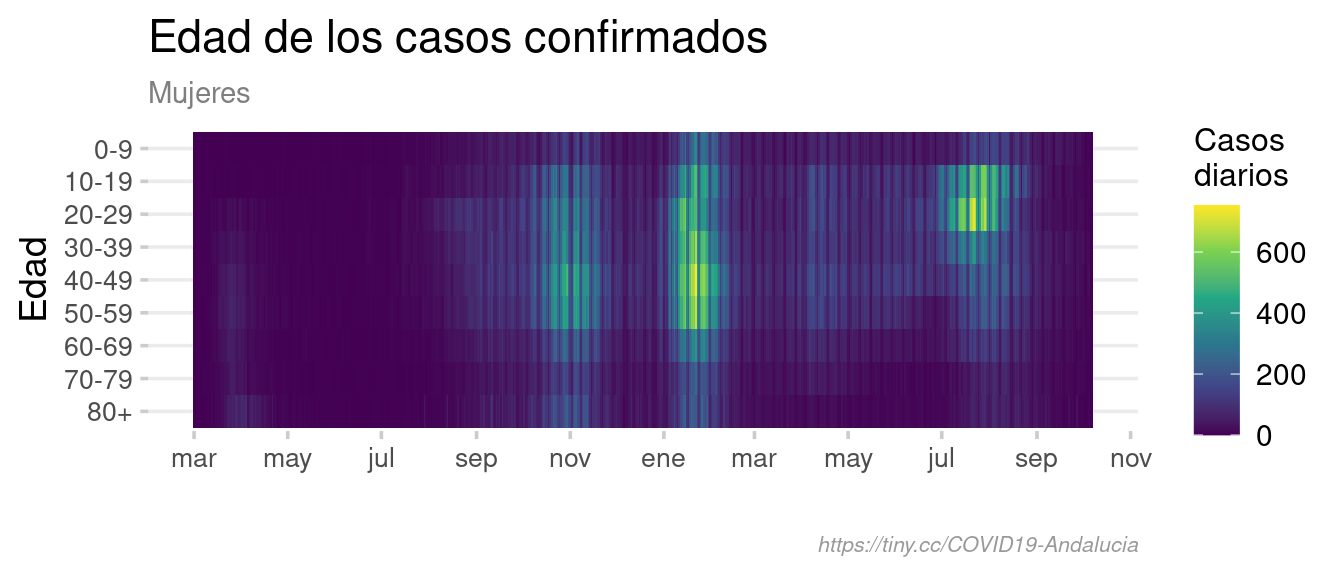 Edad de los casos confirmados
Mujeres
Edad
0-9
10-19
20-29
30-39
40-49
50-59
60-69
70-79
80+
mar may jul sep nov ene mar may jul sep nov
Casos
diarios
600
400
200
0
https://tiny.cc/COVID19-Andalucia